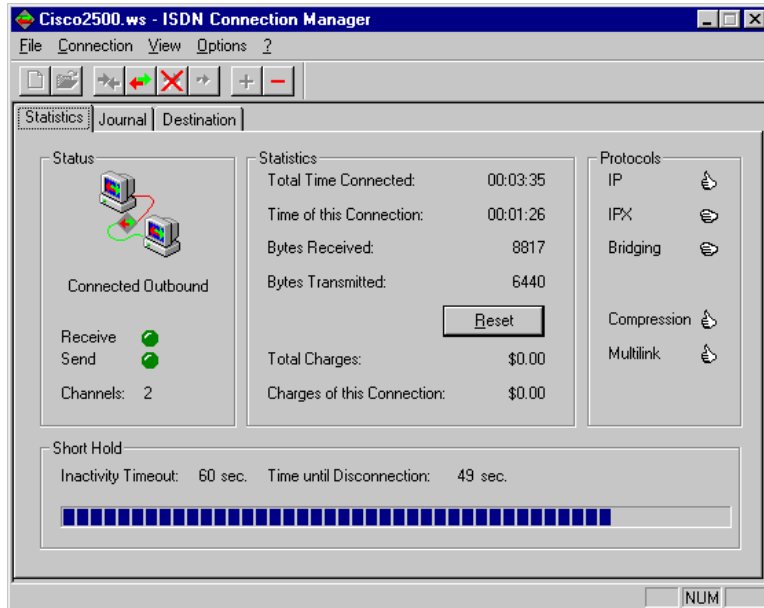 Cisco2500.ws - ISDN Connection Manager
File Connection View Options ?
Statistics Journal Destination
Status
Connected Outbound
Receive
Send
Channels: 2
Statistics
Total Time Connected: 00:03:35
Time of this Connection: 00:01:26
Bytes Received: 8817
Bytes Transmitted: 6440
Reset
Total Charges: $0.00
Charges of this Connection: $0.00
Protocols
IP
IPX
Bridging
Compression
Multilink
Short Hold
Inactivity Timeout: 60 sec. Time until Disconnection: 49 sec.
NUM